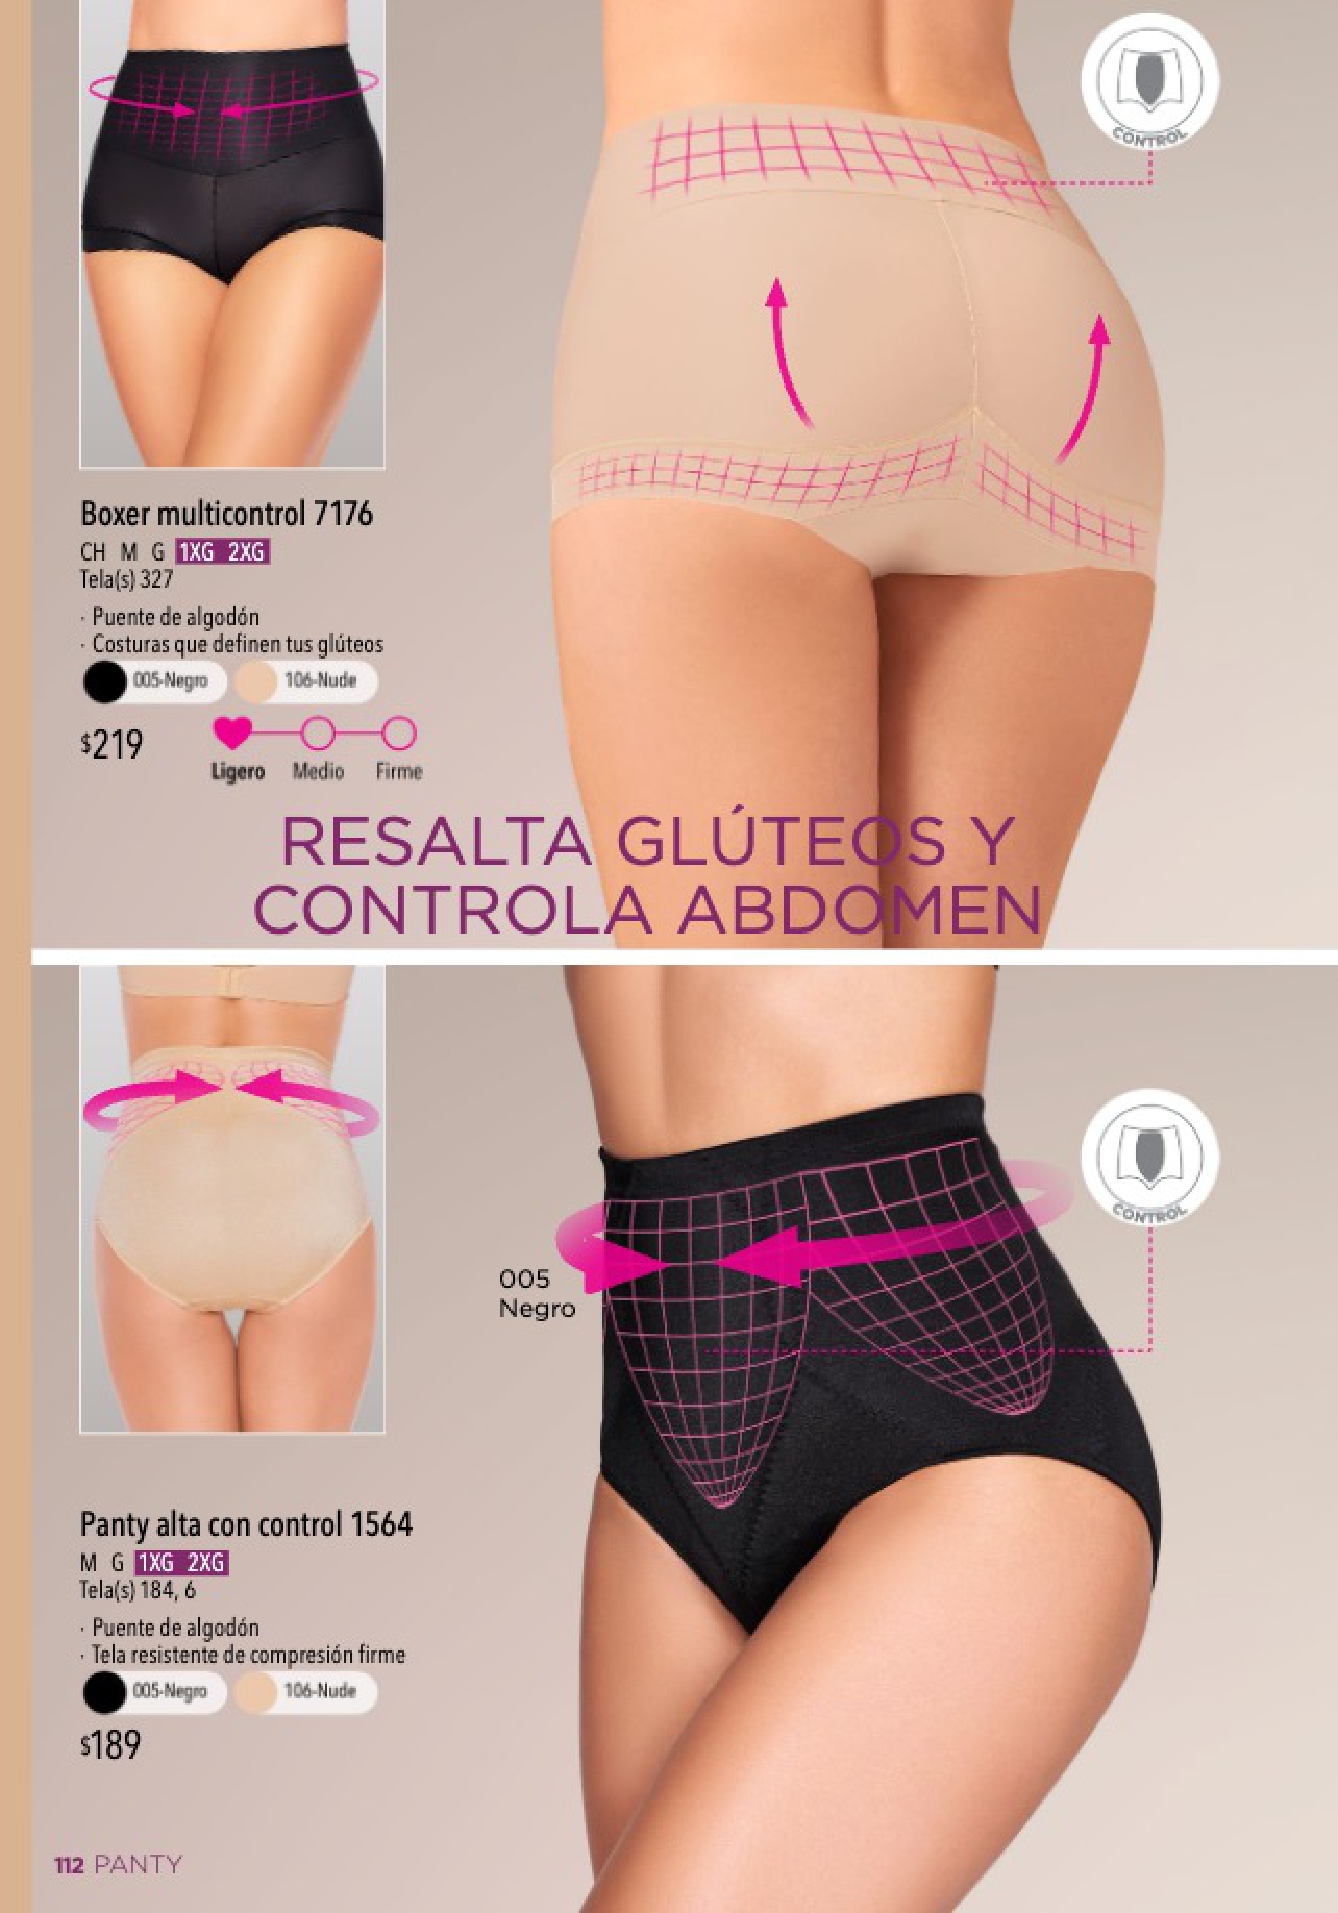 CONTROL
Boxer multicontrol 7176
CH M G 1XG 2XG
Tela(s) 327
· Puente de algodón
· Costuras que definen tus glúteos
005-Negro 106-Nude
$219
Ligero Medio Firme
RESALTA GLÚTEOS Y
CONTROLA ABDOMEN
CONTROL
005
Negro
Panty alta con control 1564
M G 1XG 2XG
Tela(s) 184, 6
· Puente de algodón
· Tela resistente de compresión firme
005-Negro 106-Nude
$189
112 PANTY